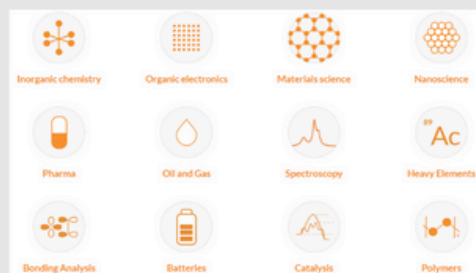 Inorganic chemistry
Organic electronics
Materials science
Nanoscience
89
Ac
Pharma
Oil and Gas
Spectroscopy
Heavy Elements
Bonding Analysis
Batteries
Catalysis
Polymers